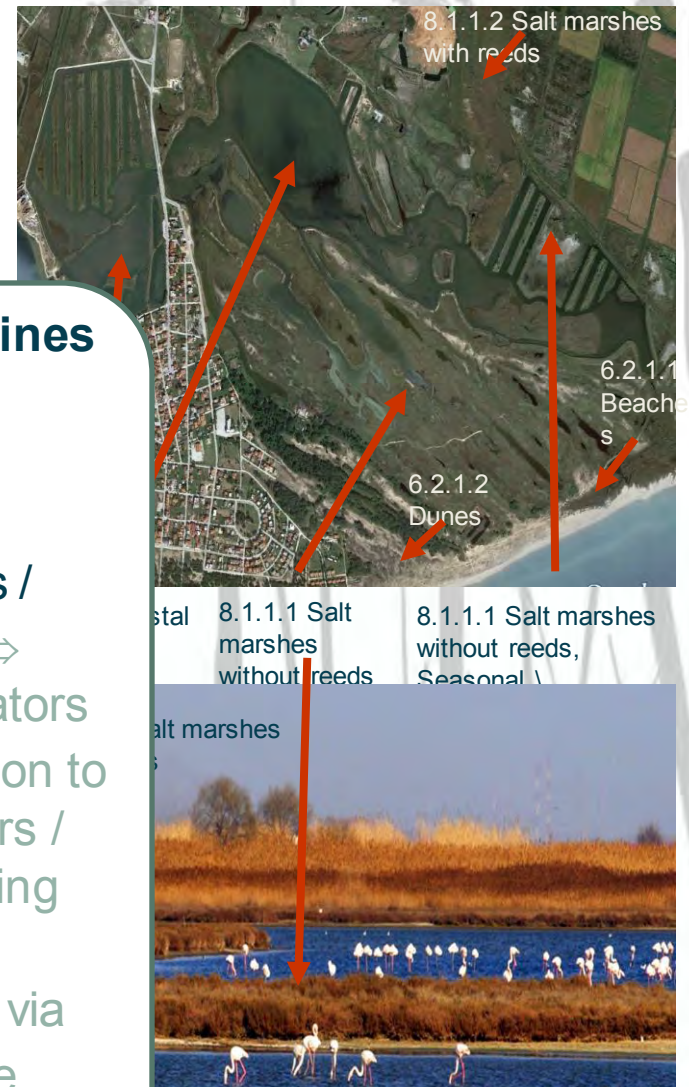 8.1.1.2 Salt marshes
with reeds
6.2.1.1
Beache
s
6.2.1.2
Dunes
stal
8.1.1.1 Salt
marshes
without reeds
8.1.1.1 Salt marshes
without reeds,
Seasonal \
alt marshes
s
ines
s /
⇨
ators
on to
rs /
ing
via
e